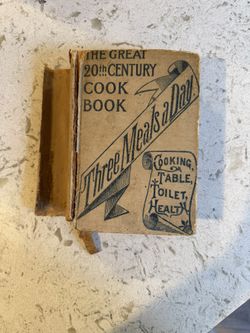 THE GREAT
20th CENTURY
COOK
BOOK
Three Meals a Day
COOKING,
TABLE,
TOILET,
HEALTH